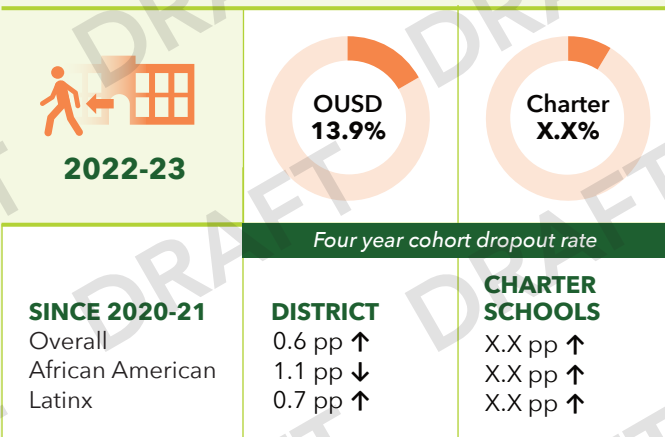 2022-23
OUSD
13.9%
Charter
X.X%
Four year cohort dropout rate
SINCE 2020-21
Overall
African American
Latinx
DISTRICT
0.6 pp ↑
1.1 pp ↓
0.7 pp ↑
CHARTER
SCHOOLS
X.X pp ↑
X.X pp ↑
X.X pp ↑
DRAFT
DRAFT